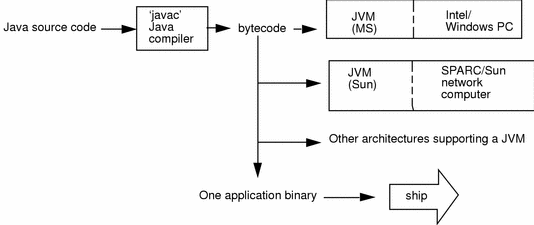 Java source code
'javac'
Java
compiler
bytecode
JVM
(MS)
Intel/
Windows PC
JVM
(Sun)
SPARC/Sun
network
computer
Other architectures supporting a JVM
One application binary
ship